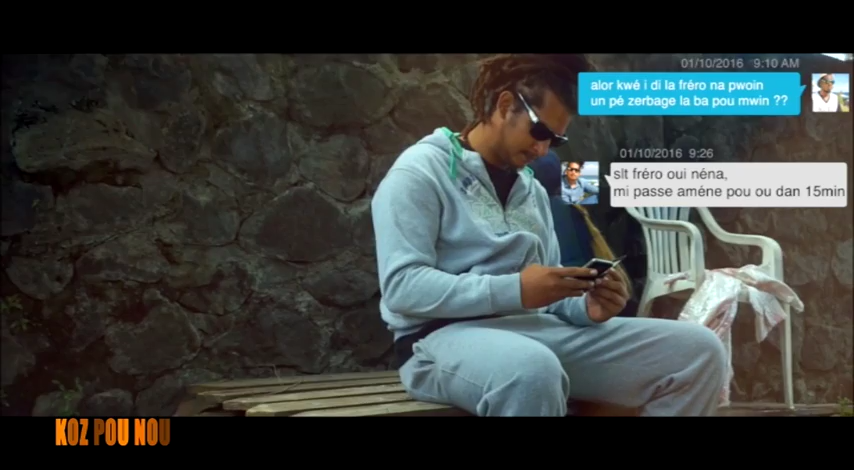 01/10/2016 9:10 AM
alor kwé i di la fréro na pwoin
un pé zerbage la ba pou mwin ??
01/10/2016 9:26
slt fréro oui néna,
mi passe améne pou ou dan 15min
KOZ POU NOU